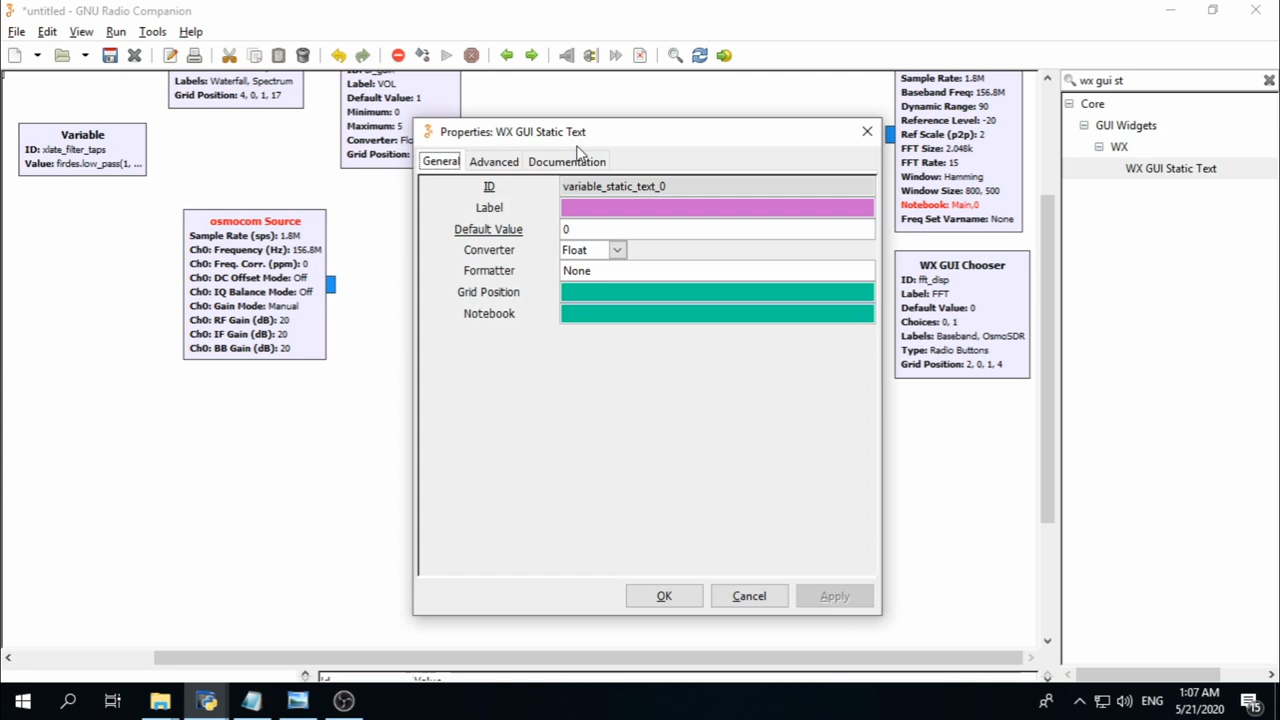 *untitled - GNU Radio Companion
File Edit View Run Tools Help
Labels: Waterfall, Spectrum
Grid Position: 4, 0, 1, 17
Variable
ID: xlate_filter_taps
Value: firdes.low_pass(1, ...
Label: VOL
Default Value: 1
Minimum: 0
Maximum: 5
Converter: Flo
Grid Position:
osmocom Source
Sample Rate (sps): 1.8M
Ch0: Frequency (Hz): 156.8M
Ch0: Freq. Corr. (ppm): 0
Ch0: DC Offset Mode: Off
Ch0: IQ Balance Mode: Off
Ch0: Gain Mode: Manual
Ch0: RF Gain (dB): 20
Ch0: IF Gain (dB): 20
Ch0: BB Gain (dB): 20
Properties: WX GUI Static Text
General Advanced Documentation
ID variable_static_text_0
Label
Default Value 0
Converter Float
Formatter None
Grid Position
Notebook
OK Cancel Apply
Sample Rate: 1.8M
Baseband Freq: 156.8M
Dynamic Range: 90
Reference Level: -20
Ref Scale (p2p): 2
FFT Size: 2.048k
FFT Rate: 15
Window: Hamming
Window Size: 800, 500
Notebook: Main,0
Freq Set Varname: None
WX GUI Chooser
ID: fft_disp
Label: FFT
Default Value: 0
Choices: 0, 1
Labels: Baseband, OsmoSDR
Type: Radio Buttons
Grid Position: 2, 0, 1, 4
wx gui st
Core
GUI Widgets
WX
WX GUI Static Text
Id Value
ENG
1:07 AM
5/21/2020
15